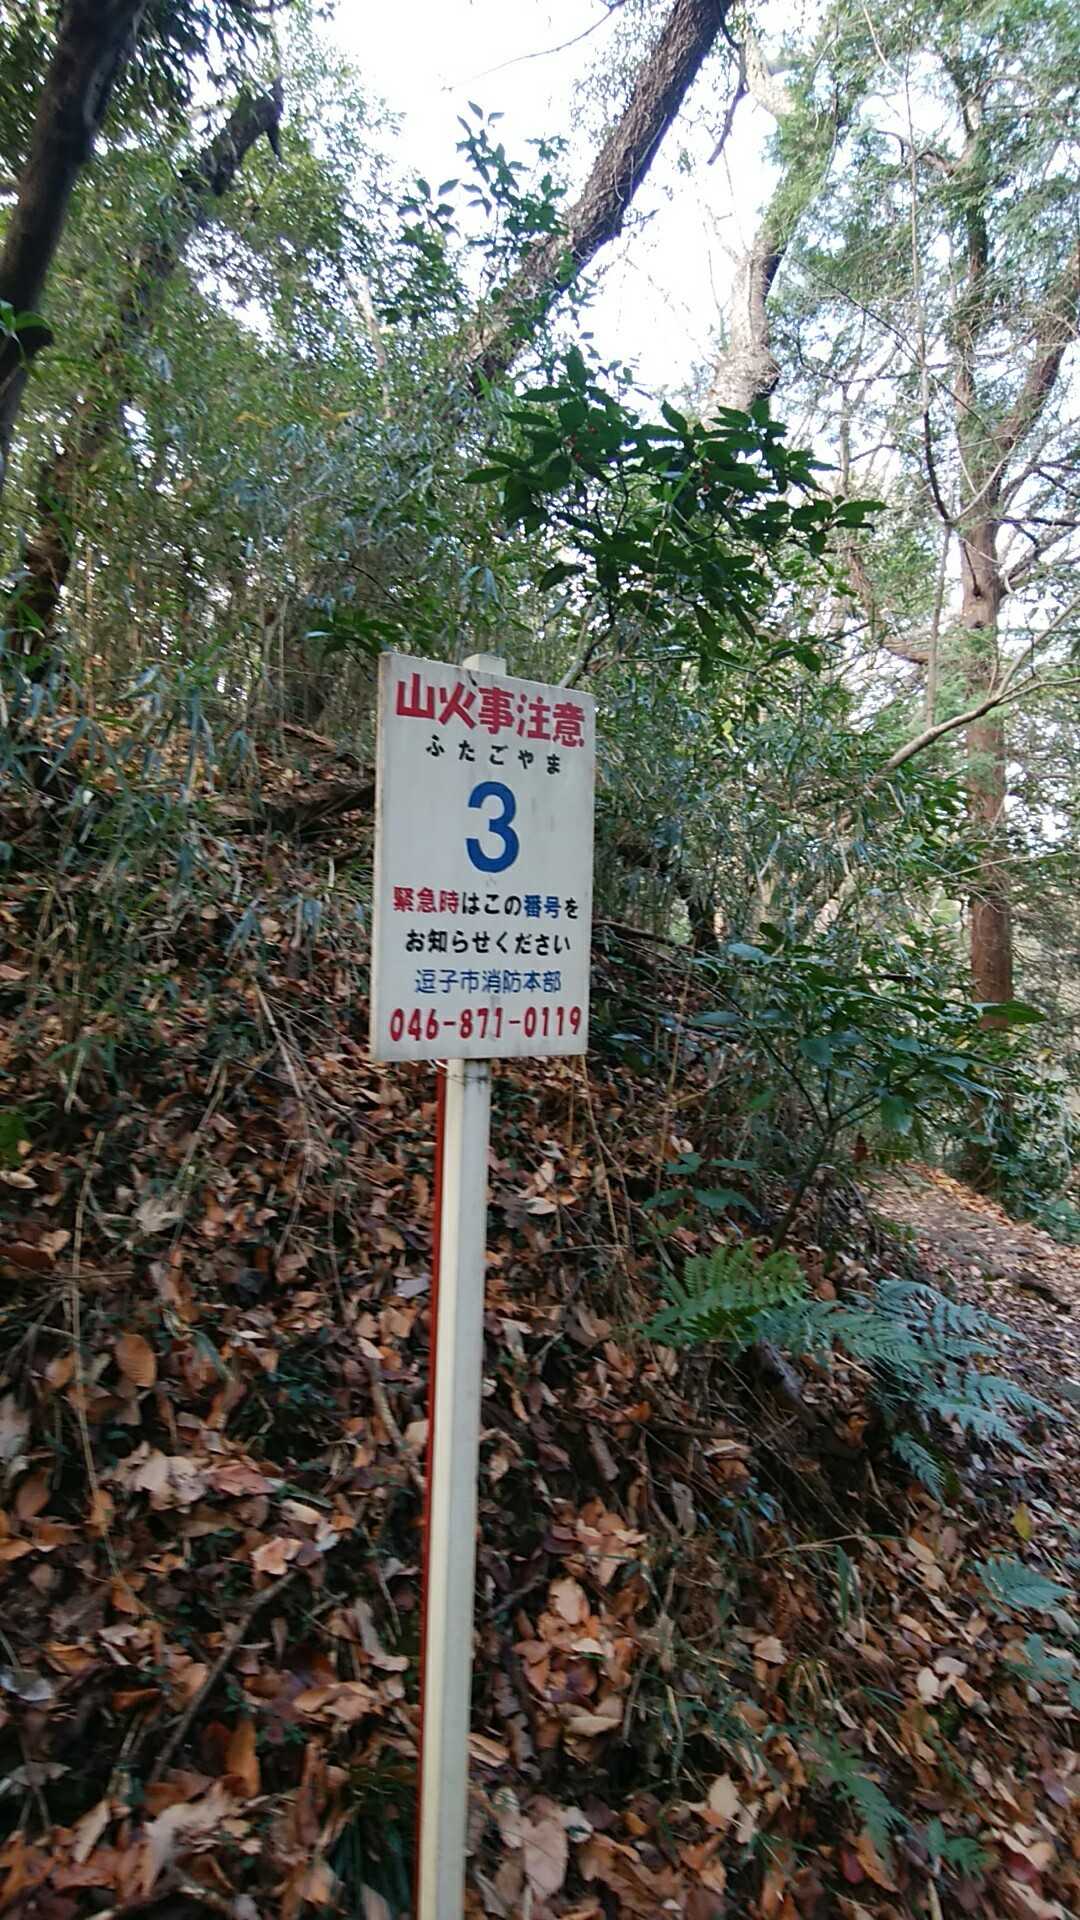 山火事注意
ふたごやま
3
緊急時はこの番号を
お知らせください
逗子市消防本部
046-871-0119